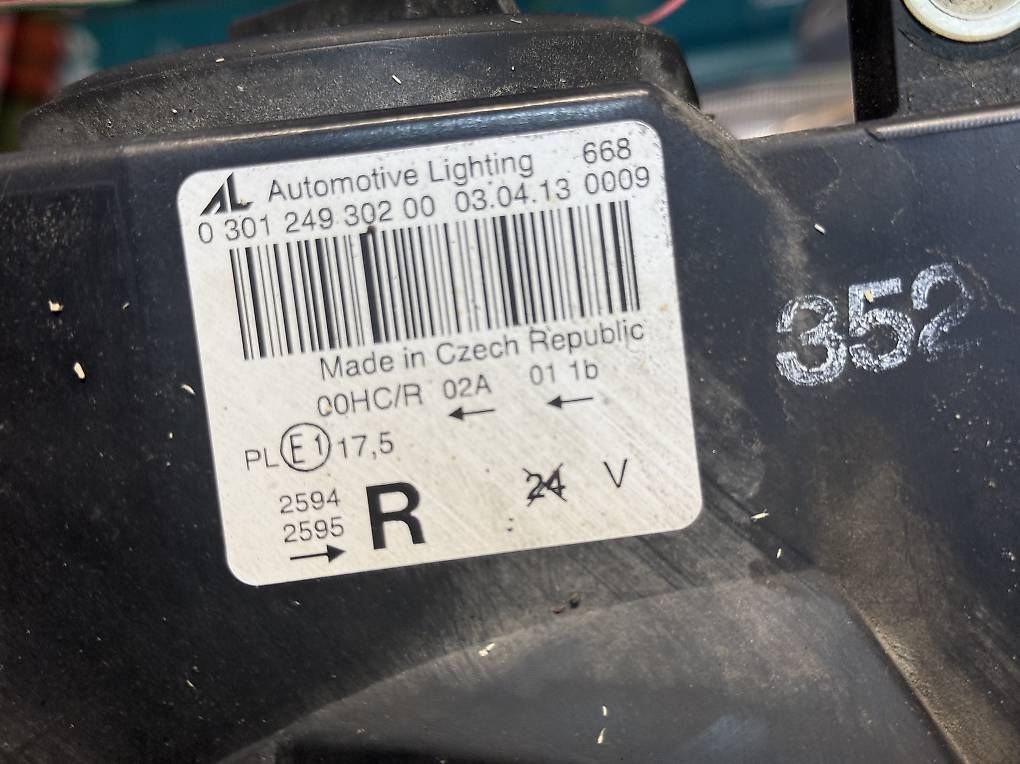 AL Automotive Lighting 668
0 301 249 302 00 03.04.13 0009
Made in Czech Republic
00HC/R 02A 01 1b
← ←
PL E1 17,5
2594
2595 R 24 V
→
352